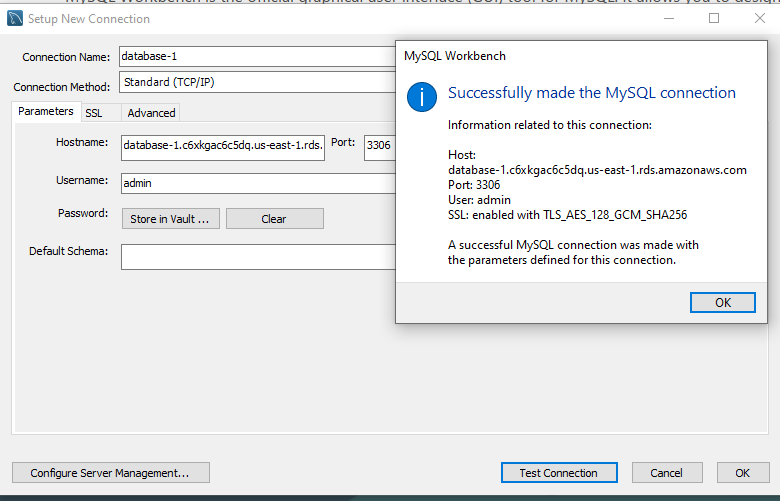 MySQL Workbench is the official graphical user interface (GUI) tool for MySQL. It allows you to design
Setup New Connection
Connection Name: database-1
Connection Method: Standard (TCP/IP)
Parameters SSL Advanced
Hostname: database-1.c6xkgac6c5dq.us-east-1.rds. Port: 3306
Username: admin
Password: Store in Vault ... Clear
Default Schema:
MySQL Workbench
Successfully made the MySQL connection
Information related to this connection:
Host:
database-1.c6xkgac6c5dq.us-east-1.rds.amazonaws.com
Port: 3306
User: admin
SSL: enabled with TLS_AES_128_GCM_SHA256
A successful MySQL connection was made with
the parameters defined for this connection.
OK
Configure Server Management... Test Connection Cancel OK